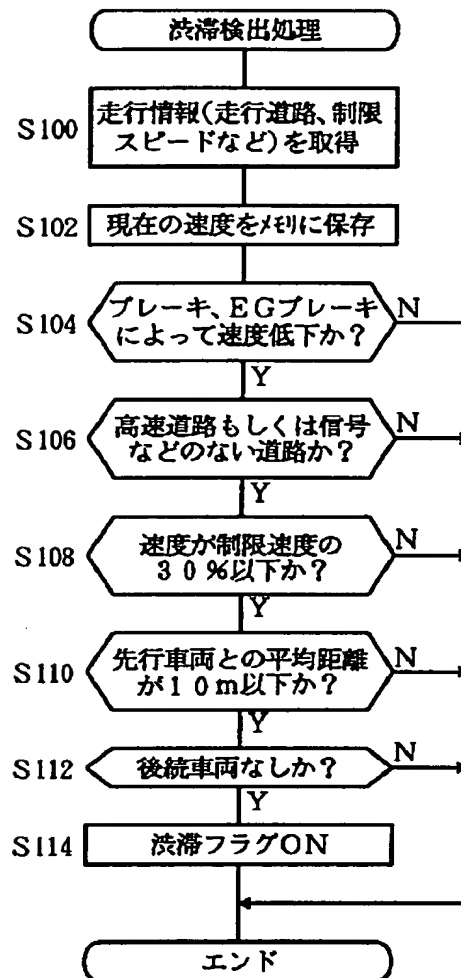 渋滞検出処理
S100
走行情報(走行道路、制限
スピードなど)を取得
S102
現在の速度をメモリに保存
S104
ブレーキ、EGブレーキ
によって速度低下か?
N
Y
S106
高速道路もしくは信号
などのない道路か?
N
Y
S108
速度が制限速度の
30%以下か?
N
Y
S110
先行車両との平均距離
が10m以下か?
N
Y
S112
後続車両なしか?
N
Y
S114
渋滞フラグON
エンド